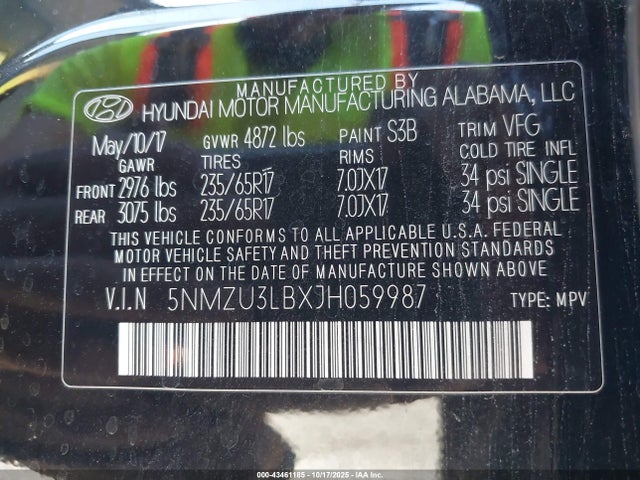 MANUFACTURED BY
HYUNDAI MOTOR MANUFACTURING ALABAMA, LLC
May/10/17 GVWR 4872 lbs PAINT S3B TRIM VFG
GAWR TIRES RIMS COLD TIRE INFL
FRONT 2976 lbs 235/65R17 7.0JX17 34 psi SINGLE
REAR 3075 lbs 235/65R17 7.0JX17 34 psi SINGLE
THIS VEHICLE CONFORMS TO ALL APPLICABLE U.S.A. FEDERAL
MOTOR VEHICLE SAFETY AND THEFT PREVENTION STANDARDS
IN EFFECT ON THE DATE OF MANUFACTURE SHOWN ABOVE.
V.I.N 5NMZU3LBXJH059987 TYPE: MPV
000-43461185 - 10/17/2025 - IAA Inc.